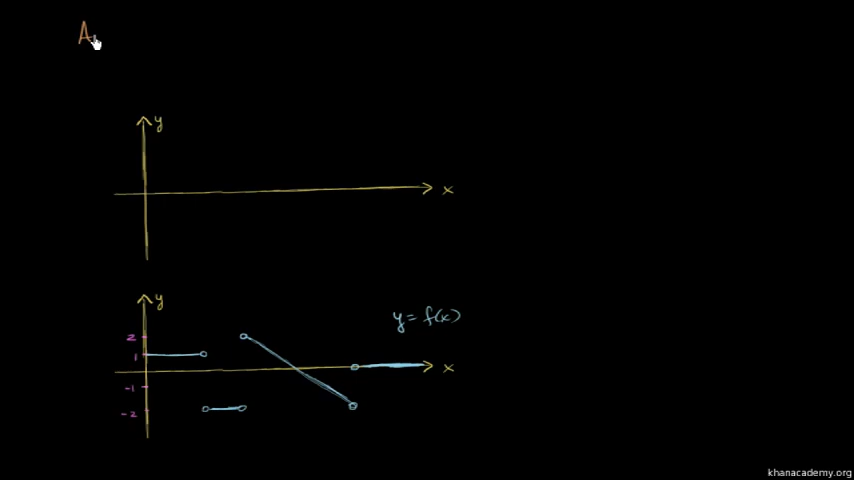 A
y
x
y
y = f(x)
2
1
x
-1
-2
khanacademy.org